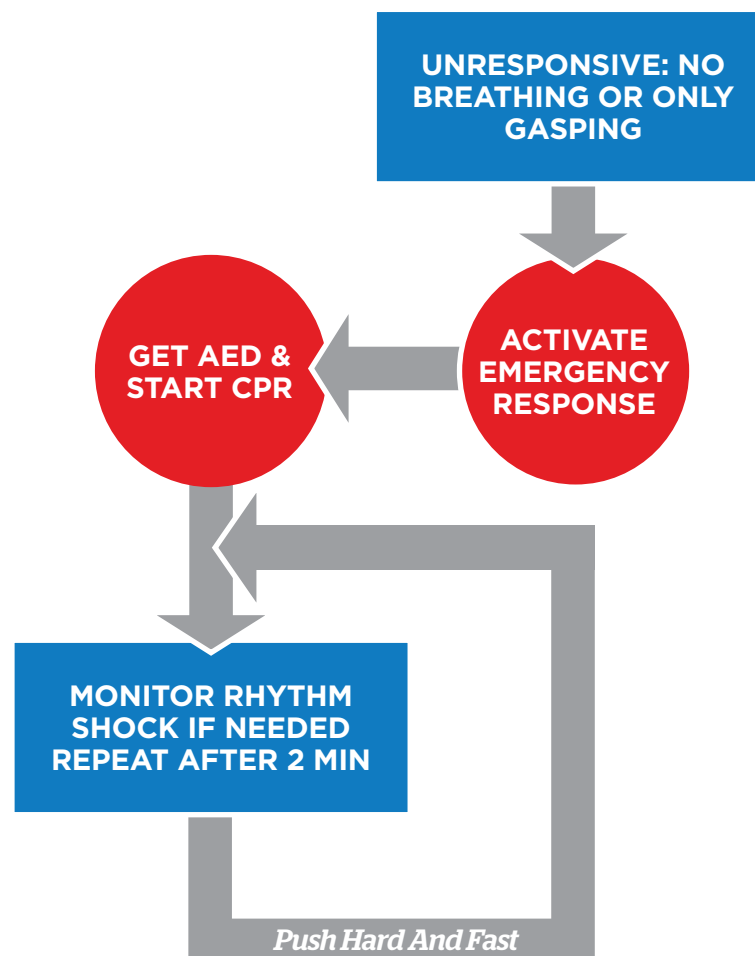 UNRESPONSIVE: NO
BREATHING OR ONLY
GASPING
ACTIVATE
EMERGENCY
RESPONSE
GET AED &
START CPR
MONITOR RHYTHM
SHOCK IF NEEDED
REPEAT AFTER 2 MIN
Push Hard And Fast